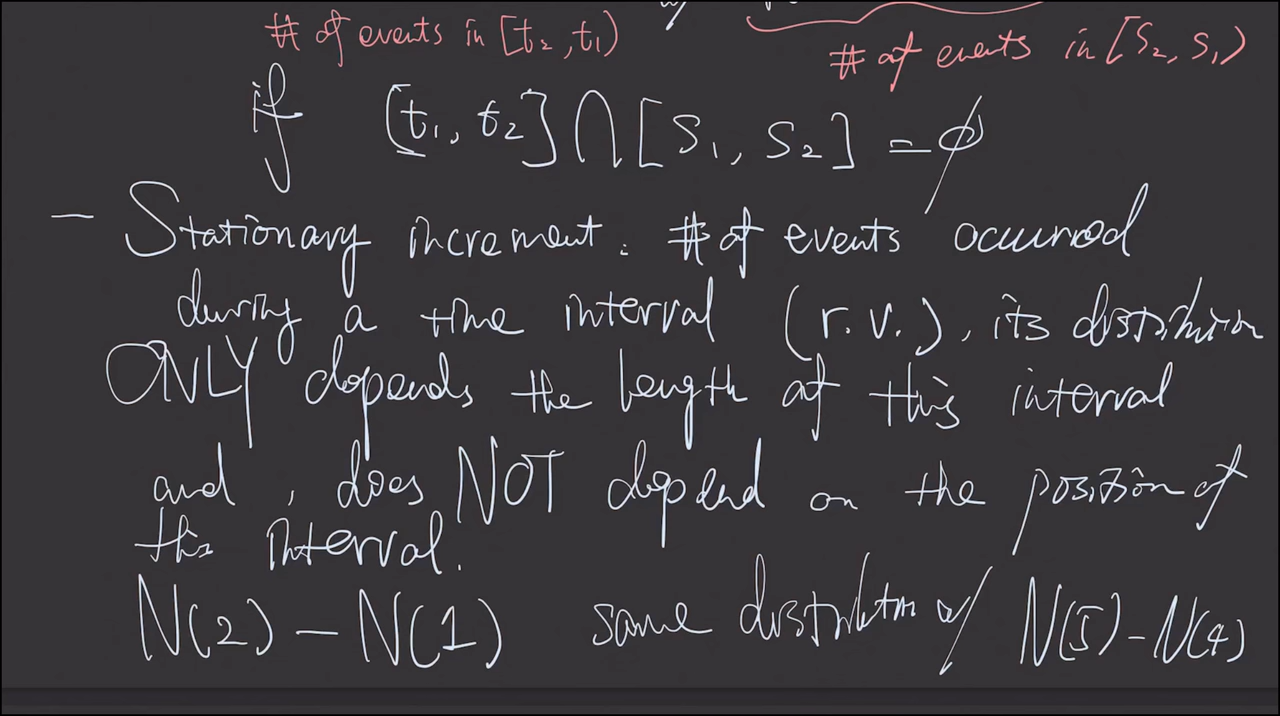 # of events in [t₂, t₁)
# of events in [S₂, S₁)
if [t₁, t₂] ∩ [S₁, S₂] = ϕ
- Stationary increment. # of events occurred
during a time interval (r.v.), its distribution
ONLY depends the length of this interval
and, does NOT depend on the position of
this interval.
N(2) - N(1) same distribution w/ N(5) - N(4)